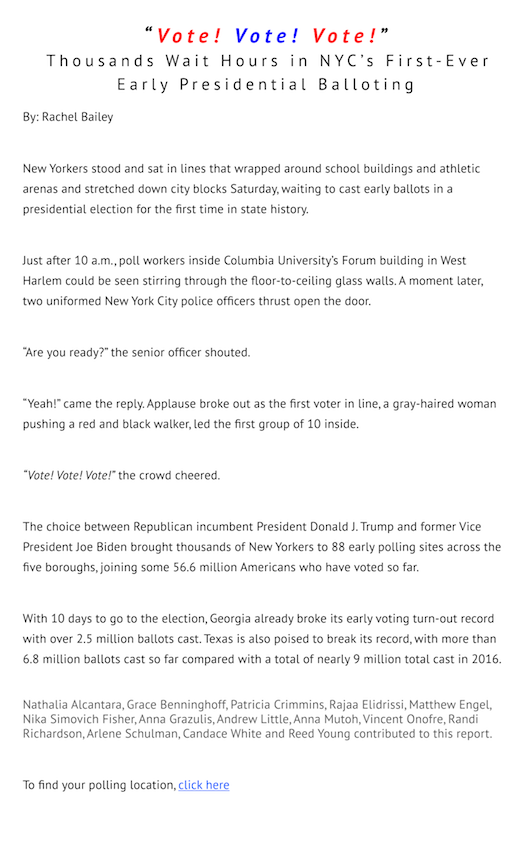 “Vote! Vote! Vote!”
Thousands Wait Hours in NYC’s First-Ever
Early Presidential Balloting
By: Rachel Bailey
New Yorkers stood and sat in lines that wrapped around school buildings and athletic
arenas and stretched down city blocks Saturday, waiting to cast early ballots in a
presidential election for the first time in state history.
Just after 10 a.m., poll workers inside Columbia University’s Forum building in West
Harlem could be seen stirring through the floor-to-ceiling glass walls. A moment later,
two uniformed New York City police officers thrust open the door.
“Are you ready?” the senior officer shouted.
“Yeah!” came the reply. Applause broke out as the first voter in line, a gray-haired woman
pushing a red and black walker, led the first group of 10 inside.
“Vote! Vote! Vote!” the crowd cheered.
The choice between Republican incumbent President Donald J. Trump and former Vice
President Joe Biden brought thousands of New Yorkers to 88 early polling sites across the
five boroughs, joining some 56.6 million Americans who have voted so far.
With 10 days to go to the election, Georgia already broke its early voting turn-out record
with over 2.5 million ballots cast. Texas is also poised to break its record, with more than
6.8 million ballots cast so far compared with a total of nearly 9 million total cast in 2016.
Nathalia Alcantara, Grace Benninghoff, Patricia Crimmins, Rajaa Elidrissi, Matthew Engel,
Nika Simovich Fisher, Anna Grazulis, Andrew Little, Anna Mutoh, Vincent Onofre, Randi
Richardson, Arlene Schulman, Candace White and Reed Young contributed to this report.
To find your polling location, click here